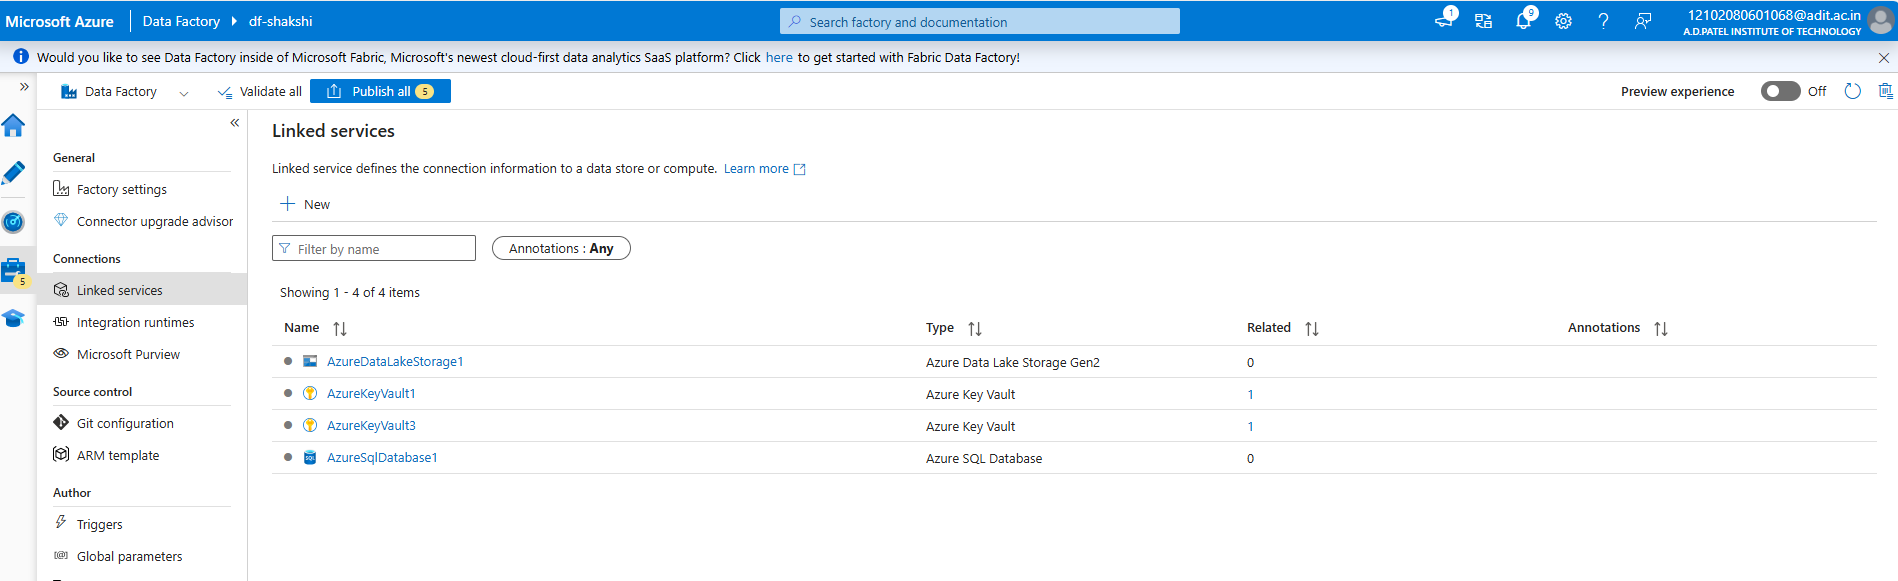 Microsoft Azure Data Factory df-shakshi Search factory and documentation 1 9 12102080601068@adit.ac.in
A.D.PATEL INSTITUTE OF TECHNOLOGY
Would you like to see Data Factory inside of Microsoft Fabric, Microsoft's newest cloud-first data analytics SaaS platform? Click here to get started with Fabric Data Factory!
Data Factory Validate all Publish all 5 Preview experience Off
General
Factory settings
Connector upgrade advisor
Connections
5
Linked services
Integration runtimes
Microsoft Purview
Source control
Git configuration
ARM template
Author
Triggers
Global parameters
Linked services
Linked service defines the connection information to a data store or compute. Learn more
New
Filter by name Annotations : Any
Showing 1 - 4 of 4 items
Name Type Related Annotations
AzureDataLakeStorage1 Azure Data Lake Storage Gen2 0
AzureKeyVault1 Azure Key Vault 1
AzureKeyVault3 Azure Key Vault 1
SQL AzureSqlDatabase1 Azure SQL Database 0